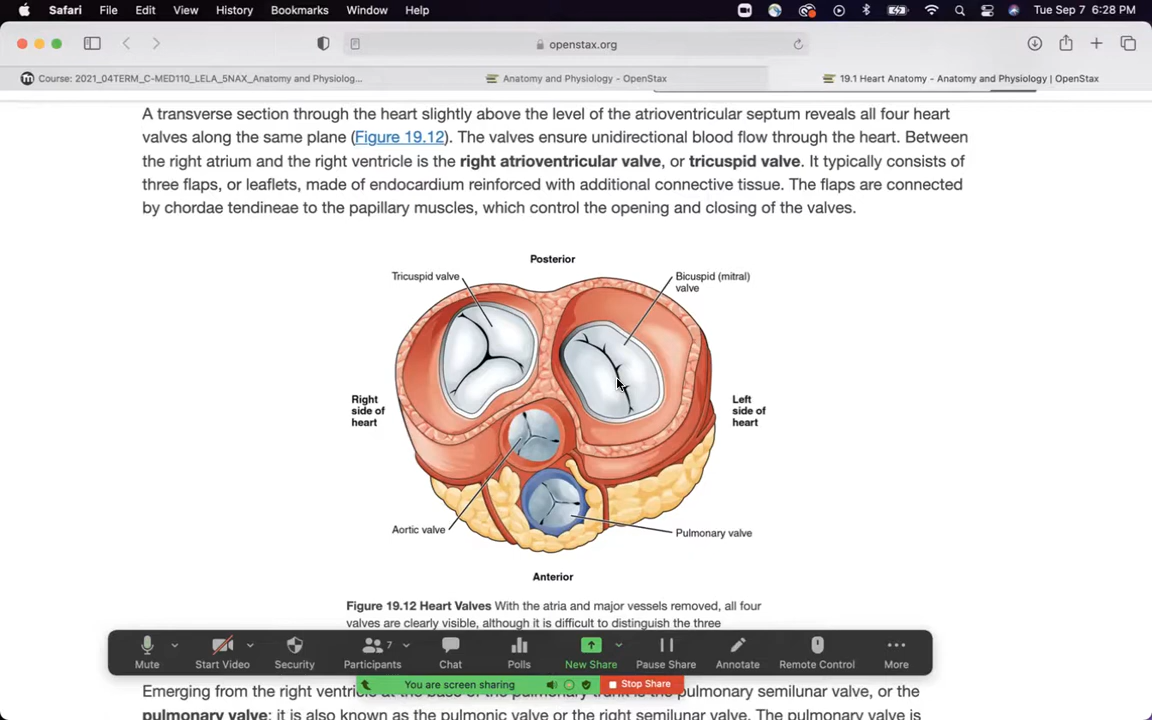 Safari File Edit View History Bookmarks Window Help Tue Sep 7 6:28 PM
openstax.org
Course: 2021_04TERM_C-MED110_LELA_5NAX_Anatomy and Physiolog... Anatomy and Physiology - OpenStax 19.1 Heart Anatomy - Anatomy and Physiology | OpenStax
A transverse section through the heart slightly above the level of the atrioventricular septum reveals all four heart
valves along the same plane (Figure 19.12). The valves ensure unidirectional blood flow through the heart. Between
the right atrium and the right ventricle is the right atrioventricular valve, or tricuspid valve. It typically consists of
three flaps, or leaflets, made of endocardium reinforced with additional connective tissue. The flaps are connected
by chordae tendineae to the papillary muscles, which control the opening and closing of the valves.
Posterior
Tricuspid valve
Bicuspid (mitral)
valve
Right
side of
heart
Left
side of
heart
Aortic valve
Pulmonary valve
Anterior
Figure 19.12 Heart Valves With the atria and major vessels removed, all four
valves are clearly visible, although it is difficult to distinguish the three
7
Mute Start Video Security Participants Chat Polls New Share Pause Share Annotate Remote Control More
You are screen sharing Stop Share
Emerging from the right ventricle at the base of the pulmonary trunk is the pulmonary semilunar valve, or the
pulmonary valve; it is also known as the pulmonic valve or the right semilunar valve. The pulmonary valve is